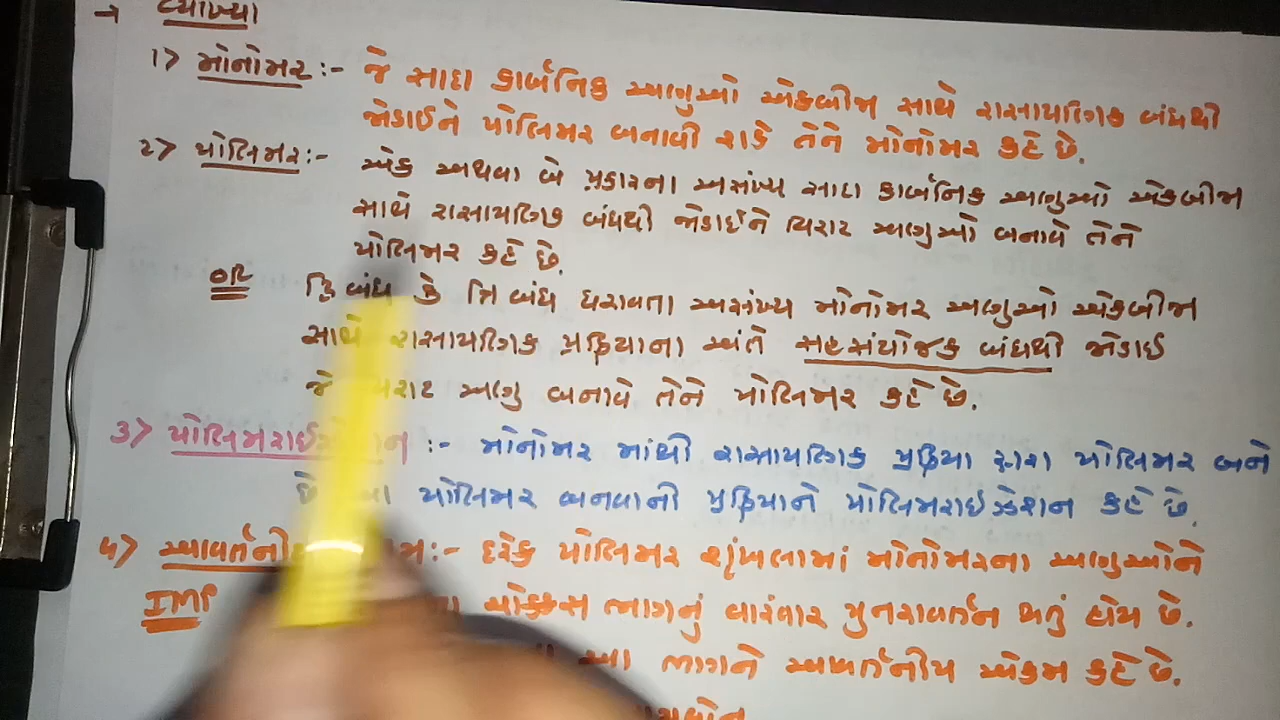 → વ્યાખ્યા
1> મોનોમર :- જે સાદા કાર્બનિક અણુઓ એકબીજા સાથે રાસાયણિક બંધથી
જોડાઈને પોલિમર બનાવી શકે તેને મોનોમર કહે છે.
2> પોલિમર :- એક અથવા બે પ્રકારના અસંખ્ય સાદા કાર્બનિક અણુઓ એકબીજા
સાથે રાસાયણિક બંધથી જોડાઈને વિરાટ અણુઓ બનાવે તેને
પોલિમર કહે છે.
OR દ્વિબંધ કે ત્રિબંધ ધરાવતા અસંખ્ય મોનોમર અણુઓ એકબીજા
સાથે રાસાયણિક પ્રક્રિયાના અંતે સહસંયોજક બંધથી જોડાઈ
જે વિરાટ અણુ બનાવે તેને પોલિમર કહે છે.
3> પોલિમરાઈઝેશન :- મોનોમર માંથી રાસાયણિક પ્રક્રિયા દ્વારા પોલિમર બને
છે. પોલિમર બનવાની પ્રક્રિયાને પોલિમરાઈઝેશન કહે છે.
4> આવર્તનીય એકમ :- દરેક પોલિમર શૃંખલામાં મોનોમરના અણુઓને
IMP ચોક્કસ ભાગનું વારંવાર પુનરાવર્તન થતું હોય છે.
આ ભાગને આવર્તનીય એકમ કહે છે.